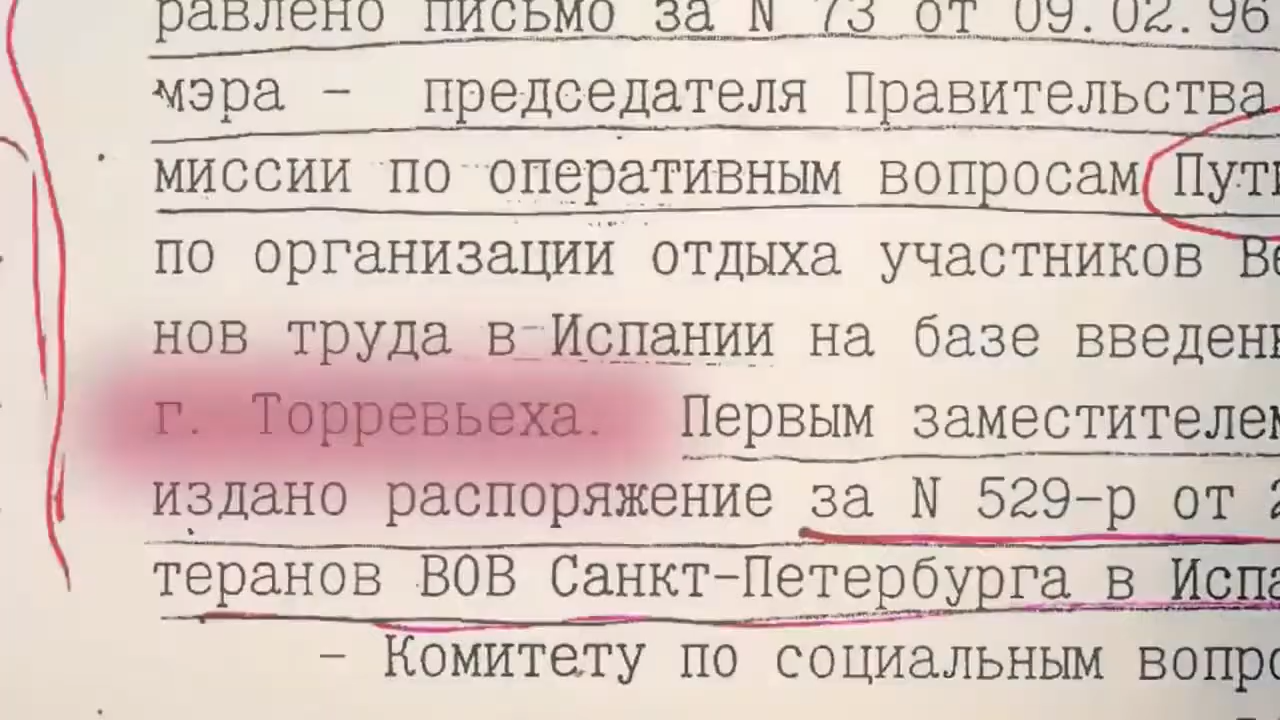 равлено письмо за N 73 от 09.02.96
мэра - председателя Правительства
миссии по оперативным вопросам
по организации отдыха участников
нов труда в Испании на базе
г. Торревьеха. Первым
издано распоряжение за N 529-р от
теранов ВОВ Санкт-Петербурга в
- Комитету по социальным